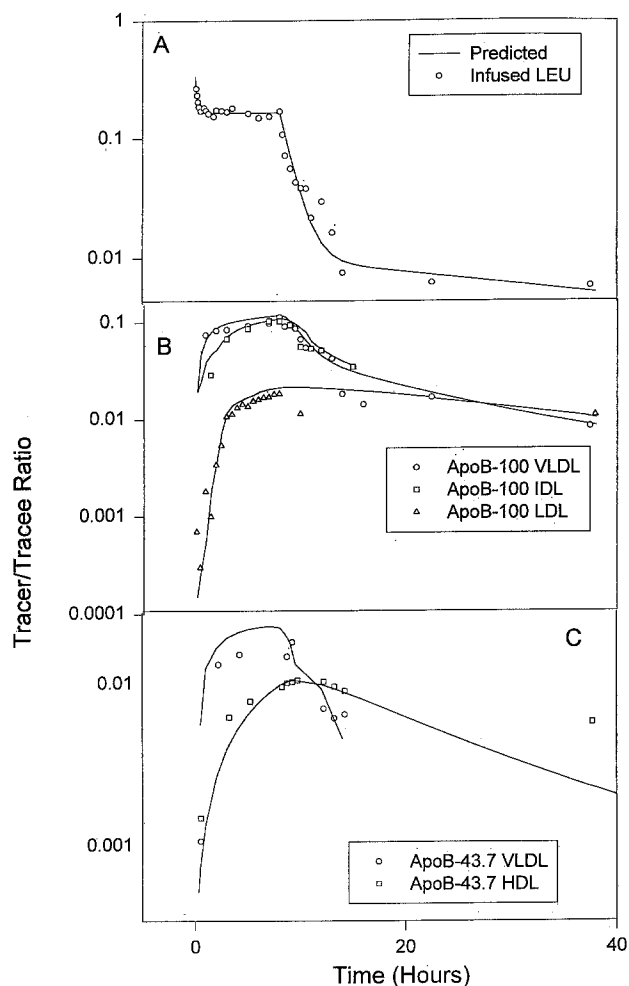 1
A
Predicted
Infused LEU
0.1
0.01
0.1
B
0.01
ApoB-100 VLDL
ApoB-100 IDL
ApoB-100 LDL
0.001
0.0001
C
0.01
0.001
ApoB-43.7 VLDL
ApoB-43.7 HDL
Tracer/Tracee Ratio
0
20
40
Time (Hours)